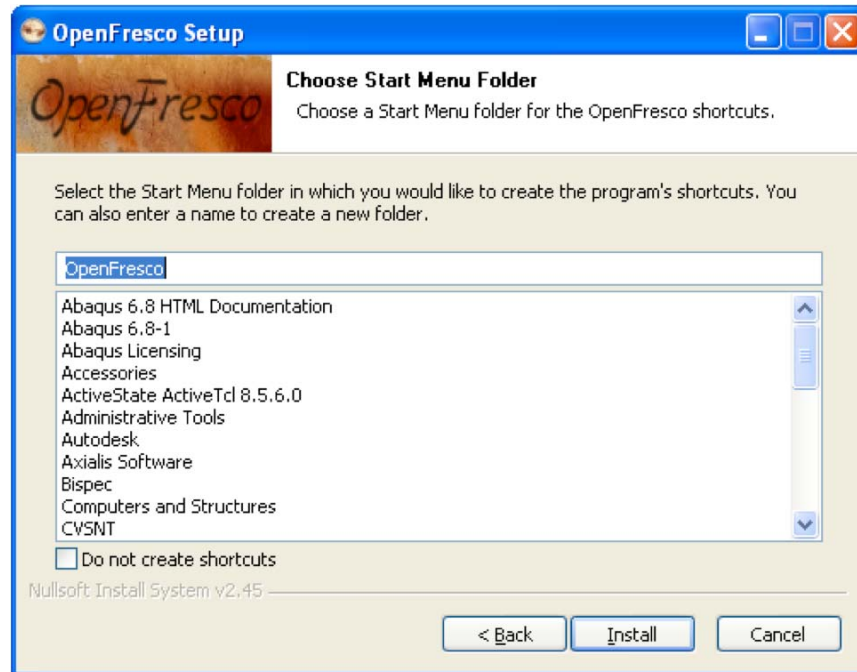 OpenFresco Setup
OpenFresco
Choose Start Menu Folder
Choose a Start Menu folder for the OpenFresco shortcuts.
Select the Start Menu folder in which you would like to create the program's shortcuts. You
can also enter a name to create a new folder.
OpenFresco
Abaqus 6.8 HTML Documentation
Abaqus 6.8-1
Abaqus Licensing
Accessories
ActiveState ActiveTcl 8.5.6.0
Administrative Tools
Autodesk
Axialis Software
Bispec
Computers and Structures
CVSNT
Do not create shortcuts
Nullsoft Install System v2.45
< Back
Install
Cancel